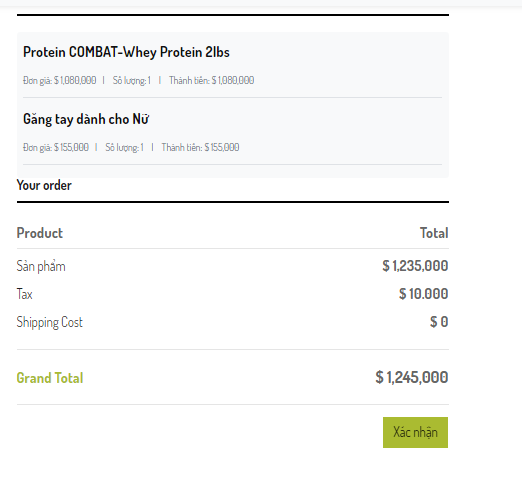 Protein COMBAT-Whey Protein 2lbs
Đơn giá: $ 1,080,000 | Số lượng: 1 | Thành tiền: $ 1,080,000
Găng tay dành cho Nữ
Đơn giá: $ 155,000 | Số lượng: 1 | Thành tiền: $ 155,000
Your order
Product Total
Sản phẩm $ 1,235,000
Tax $ 10.000
Shipping Cost $ 0
Grand Total $ 1,245,000
Xác nhận